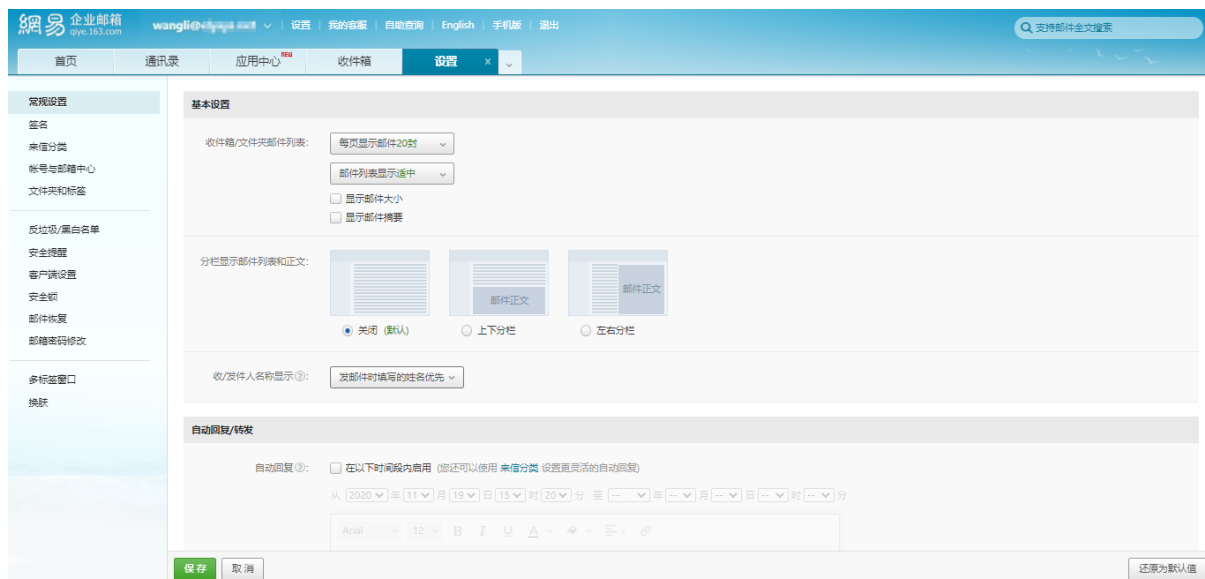 網易 企业邮箱 qiye.163.com wangli@ 设置 我的客服 自助查询 English 手机版 退出 支持邮件全文搜索
首页 通讯录 应用中心 NEW 收件箱 设置 x
常规设置
签名
来信分类
帐号与邮箱中心
文件夹和标签
反垃圾/黑白名单
安全提醒
客户端设置
安全锁
邮件恢复
邮箱密码修改
多标签窗口
换肤
基本设置
收件箱/文件夹邮件列表: 每页显示邮件20封
邮件列表显示适中
显示邮件大小
显示邮件摘要
分栏显示邮件列表和正文:
邮件正文 邮件正文
关闭 (默认) 上下分栏 左右分栏
收/发件人名称显示?: 发邮件时填写的姓名优先
自动回复/转发
自动回复?: 在以下时间段内启用 (您还可以使用 来信分类 设置更灵活的自动回复)
从 2020 年 11 月 19 日 15 时 20 分 至 -- 年 -- 月 -- 日 -- 时 -- 分
Arial 12 B I U A
保存 取消 还原为默认值